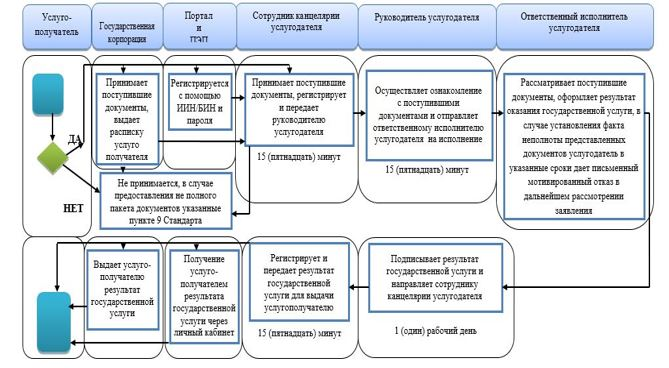 Услуго-
получатель
Государственная
корпорация
Портал
и
ПЭП
Сотрудник канцелярии
услугодателя
Руководитель услугодателя
Ответственный исполнитель
услугодателя
ДА
НЕТ
Принимает
поступившие
документы,
выдает
расписку
услуго
получателя
Регистрируется
с помощью
ИИН/БИН и
пароля
Принимает поступившие
документы, регистрирует
и передает
руководителю
услугодателя
15 (пятнадцать) минут
Осуществляет ознакомление
с поступившими
документами и отправляет
ответственному исполнителю
услугодателя на исполнение
15 (пятнадцать) минут
Рассматривает поступившие
документы, оформляет результат
оказания государственной услуги, в
случае установления факта
неполноты представленных
документов услугодатель в
указанные сроки дает письменный
мотивированный отказ в
дальнейшем рассмотрении
заявления
Не принимается, в случае
предоставления не полного
пакета документов указанные
пункте 9 Стандарта
Выдает услуго-
получателю
результат
государственной
услуги
Получение
услуго-
получателем
результата
государственной
услуги через
личный кабинет
Регистрирует и
передает результат
государственной
услуги для выдачи
услугополучателю
15 (пятнадцать) минут
Подписывает результат
государственной услуги и
направляет сотруднику
канцелярии услугодателя
1 (один) рабочий день